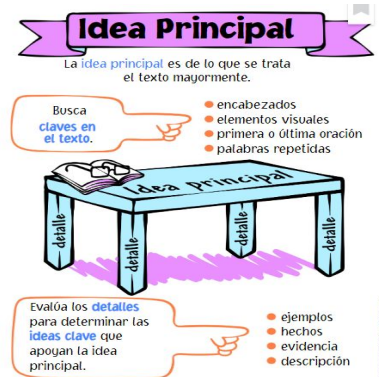 Idea Principal
La idea principal es de lo que se trata
el texto mayormente.
Busca
claves en
el texto.
encabezados
elementos visuales
primera o última oración
palabras repetidas
idea principal
detalle
detalle
detalle
detalle
Evalúa los detalles
para determinar las
ideas clave que
apoyan la idea
principal.
ejemplos
hechos
evidencia
descripción